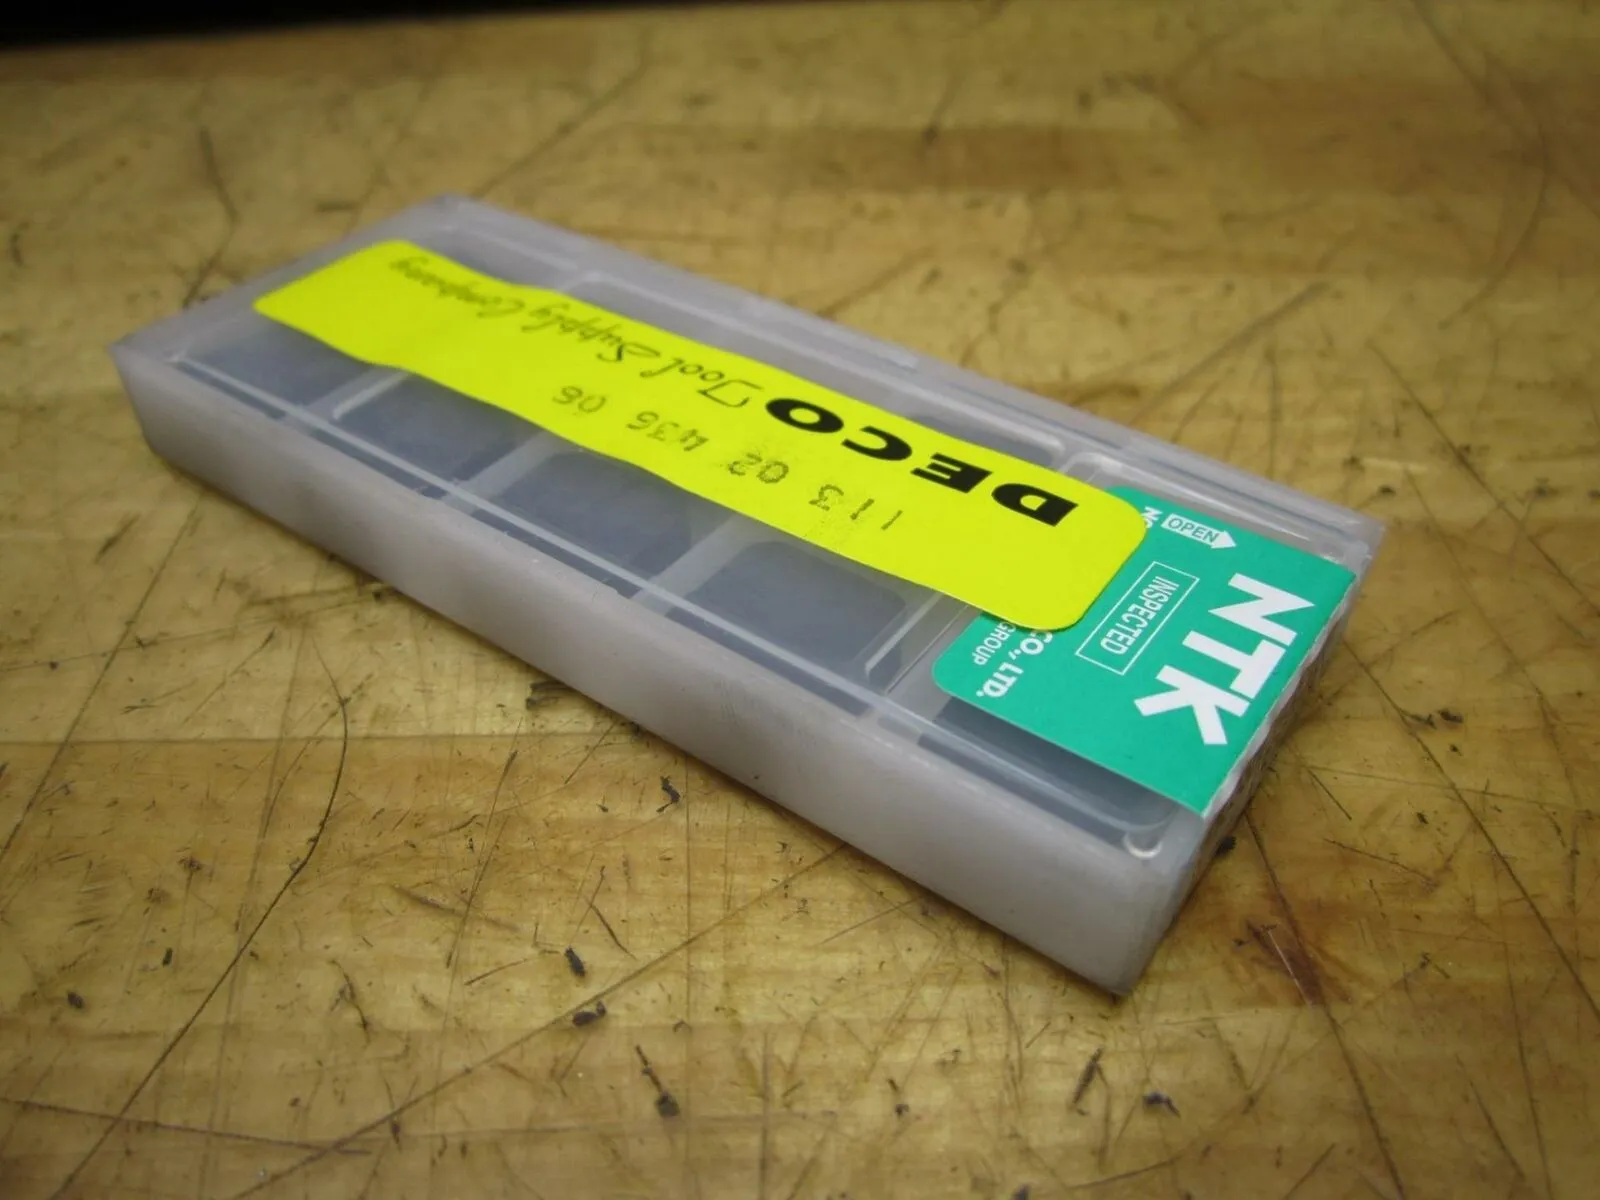 DECO Tool Supply Company
113 02 436 08
NTK
INSPECTED
OPEN
CO., LTD.
GROUP